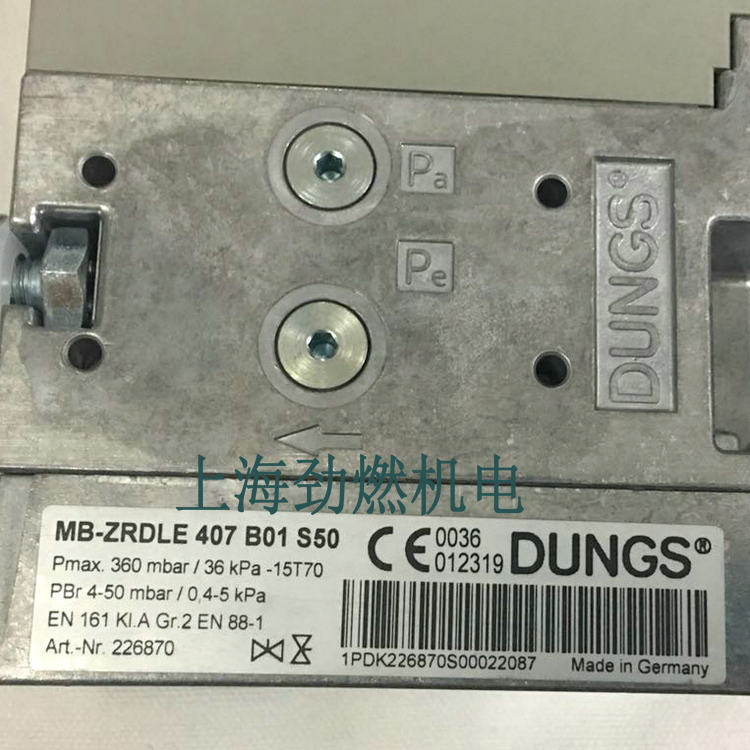 Pa
Pe
DUNGS®
上海劲燃机电
MB-ZRDLE 407 B01 S50
Pmax. 360 mbar / 36 kPa -15T70
PBr 4-50 mbar / 0,4-5 kPa
EN 161 Kl.A Gr.2 EN 88-1
Art.-Nr. 226870
CE 0036
012319
DUNGS®
1PDK226870S00022087
Made in Germany